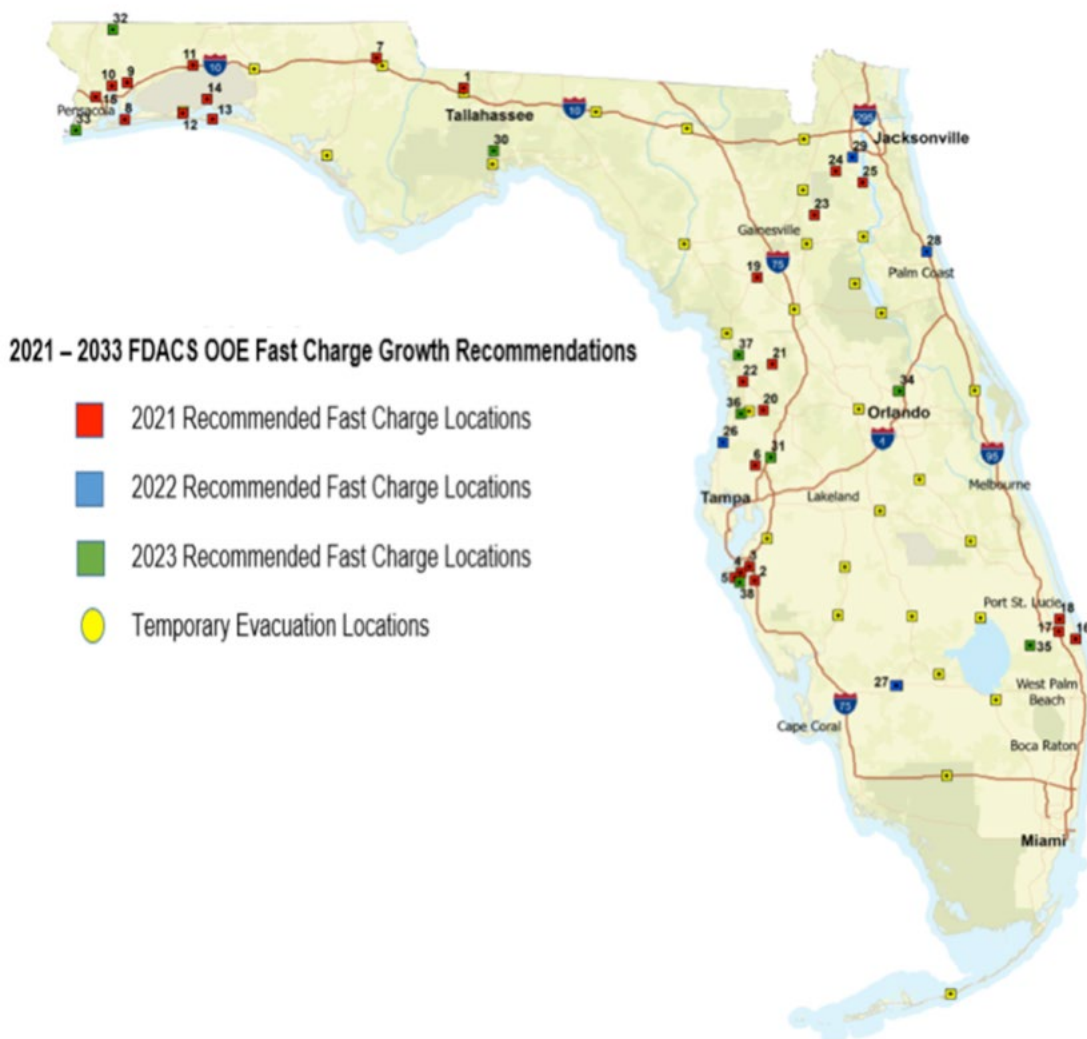 32
7
11
10
1
10
9
14
15
Pensacola
8
13
12
33
Tallahassee
10
30
295
Jacksonville
29
24
25
23
Gainesville
28
19
75
Palm Coast
2021 – 2033 FDACS OOE Fast Charge Growth Recommendations
2021 Recommended Fast Charge Locations
2022 Recommended Fast Charge Locations
2023 Recommended Fast Charge Locations
Temporary Evacuation Locations
37
21
22
34
36
20
Orlando
26
4
31
6
95
Tampa
Lakeland
Melbourne
3
4
5
2
38
Port St. Lucie
18
17
16
35
27
West Palm
Beach
75
Cape Coral
Boca Raton
Miami